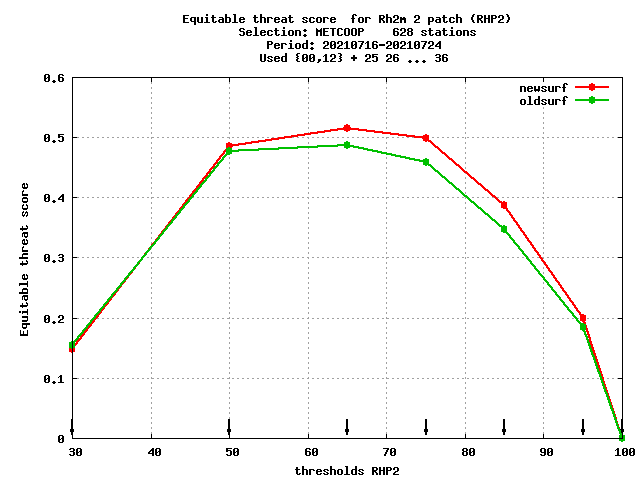 Equitable threat score  for Rh2m 2 patch (RHP2)
Selection: METCOOP    628 stations
Period: 20210716-20210724
Used {00,12} + 25 26 ... 36
newsurf
oldsurf
Equitable threat score
0.6
0.5
0.4
0.3
0.2
0.1
0
30 40 50 60 70 80 90 100
thresholds RHP2